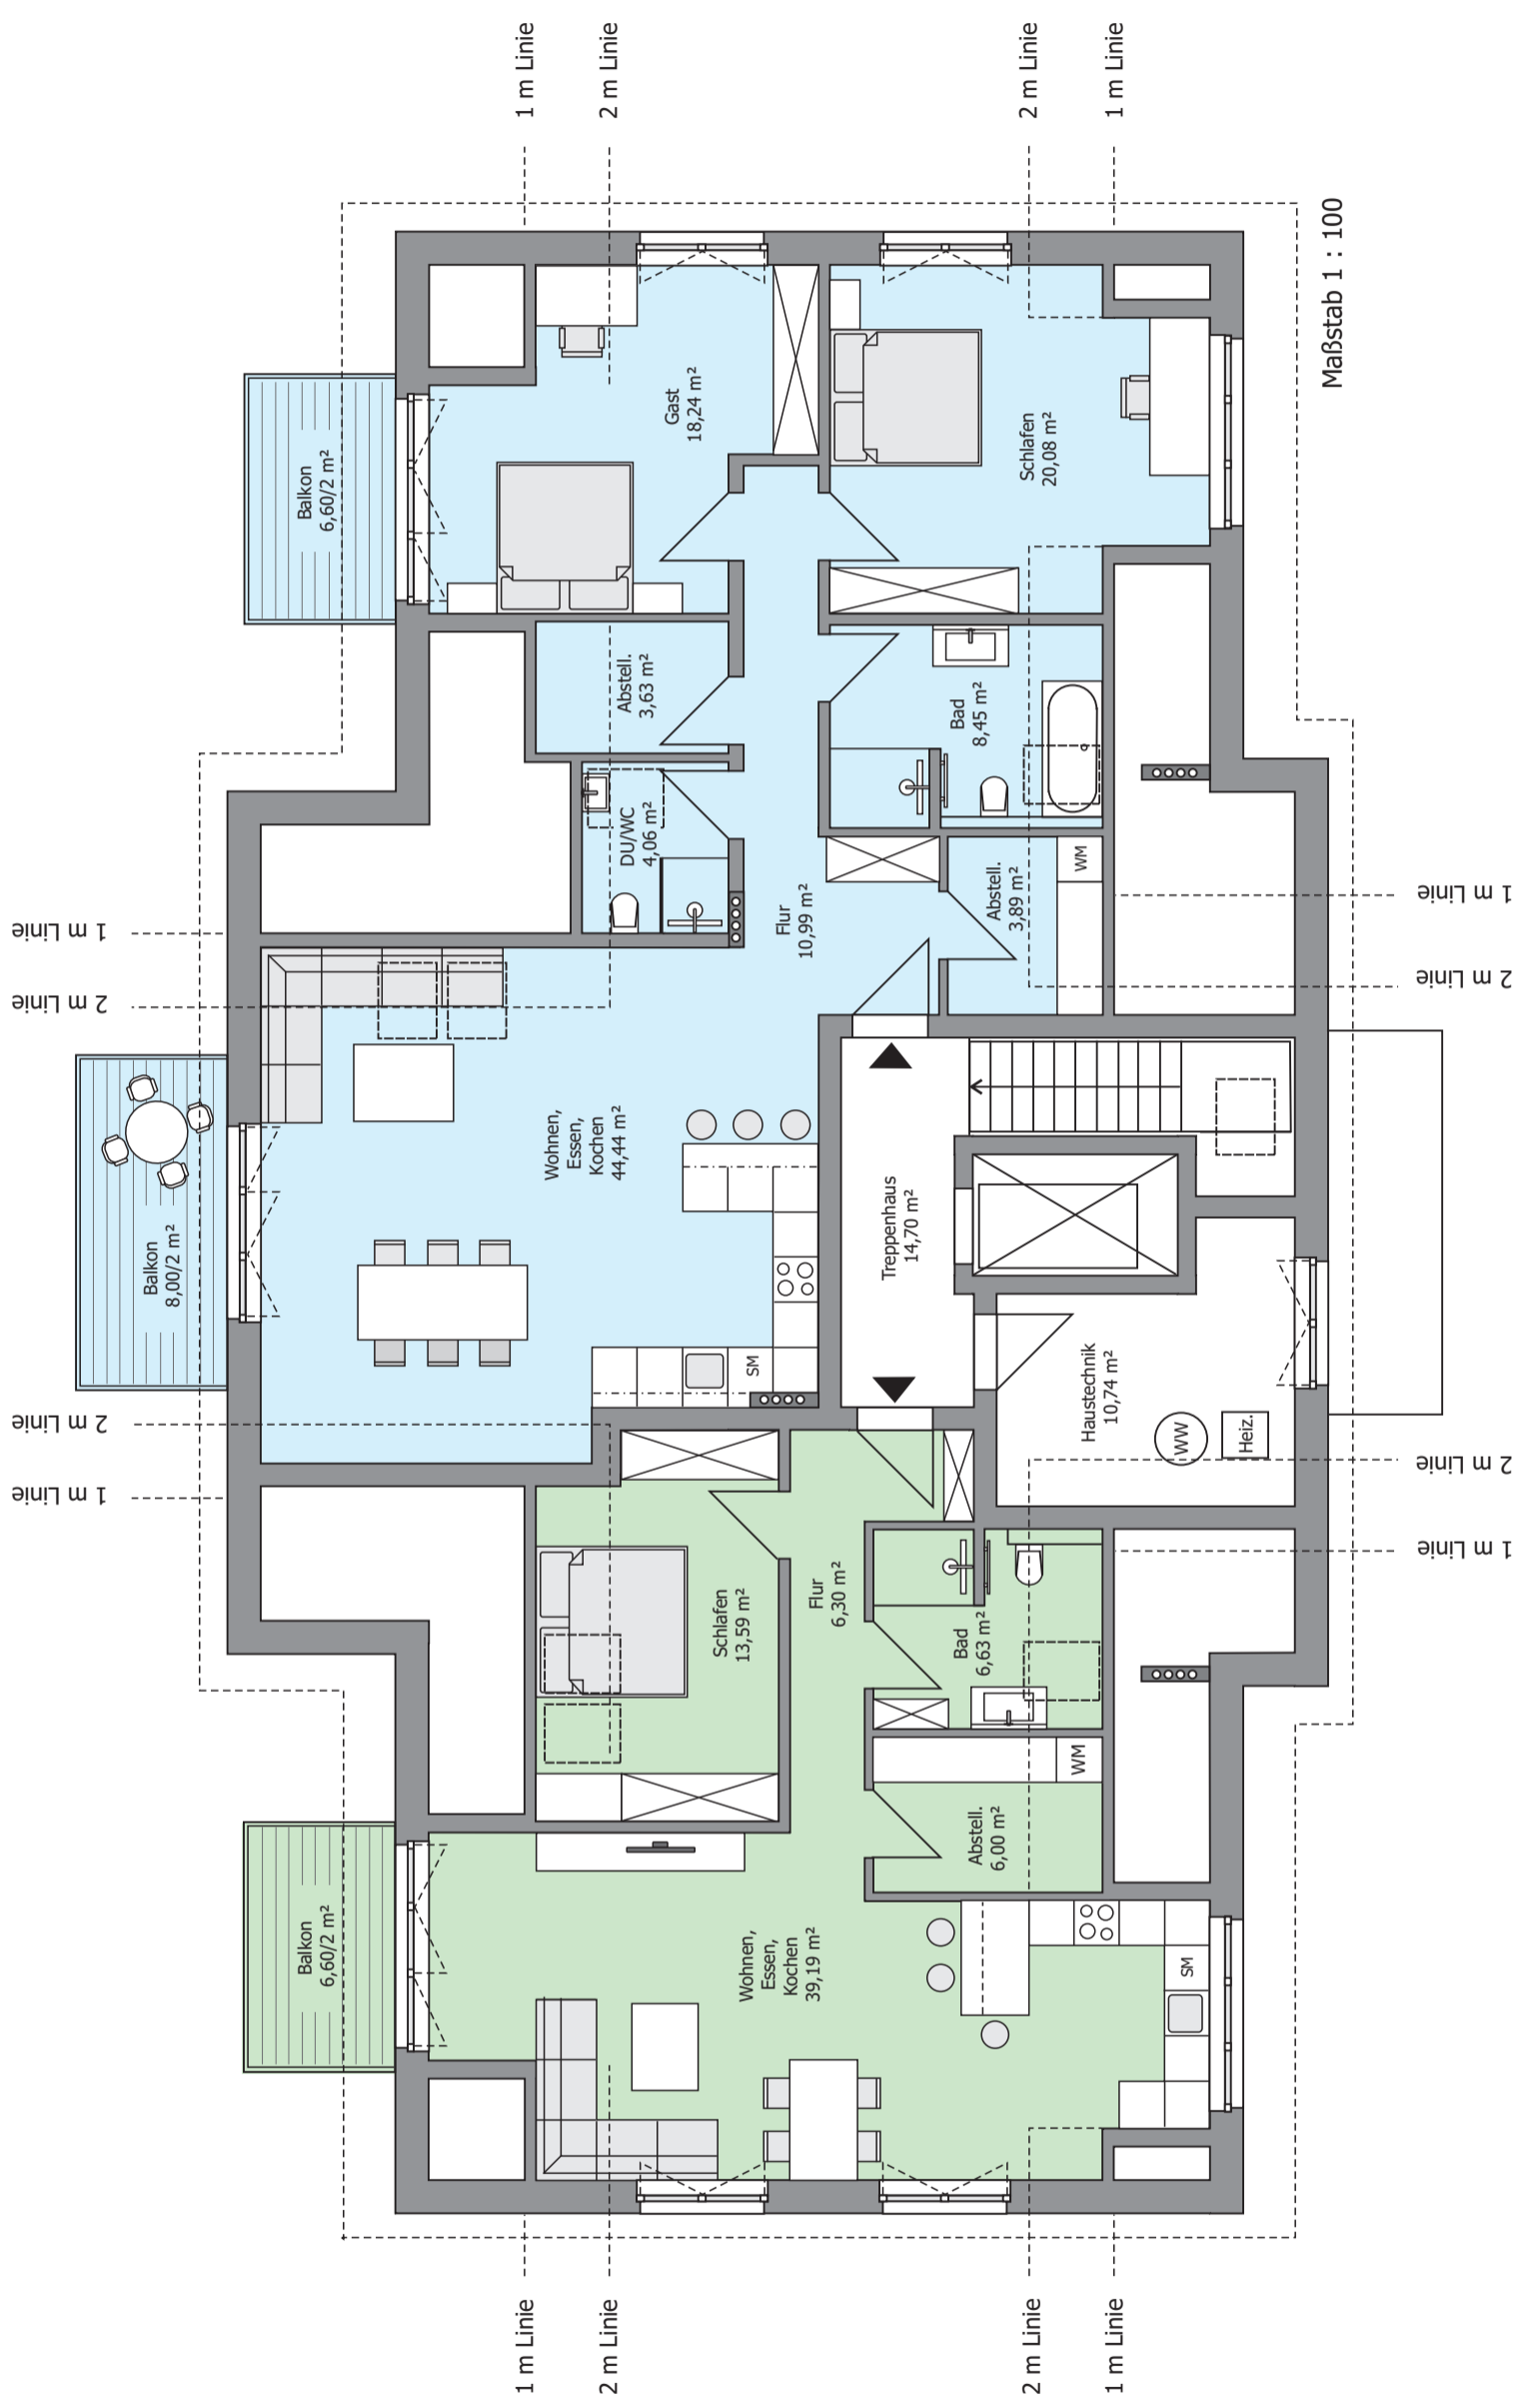 1 m Linie
2 m Linie
2 m Linie
1 m Linie
Maßstab 1 : 100
Balkon
6,60/2 m²
Gast
18,24 m²
Schlafen
20,08 m²
Abstell.
3,63 m²
Bad
8,45 m²
DU/WC
4,06 m²
Flur
10,99 m²
Abstell.
3,89 m²
WM
1 m Linie
2 m Linie
1 m Linie
2 m Linie
Balkon
8,00/2 m²
Wohnen,
Essen,
Kochen
44,44 m²
SM
Treppenhaus
14,70 m²
Haustechnik
10,74 m²
WW
Heiz.
2 m Linie
1 m Linie
2 m Linie
1 m Linie
Schlafen
13,59 m²
Flur
6,30 m²
Bad
6,63 m²
WM
Abstell.
6,00 m²
Balkon
6,60/2 m²
Wohnen,
Essen,
Kochen
39,19 m²
SM
1 m Linie
2 m Linie
2 m Linie
1 m Linie